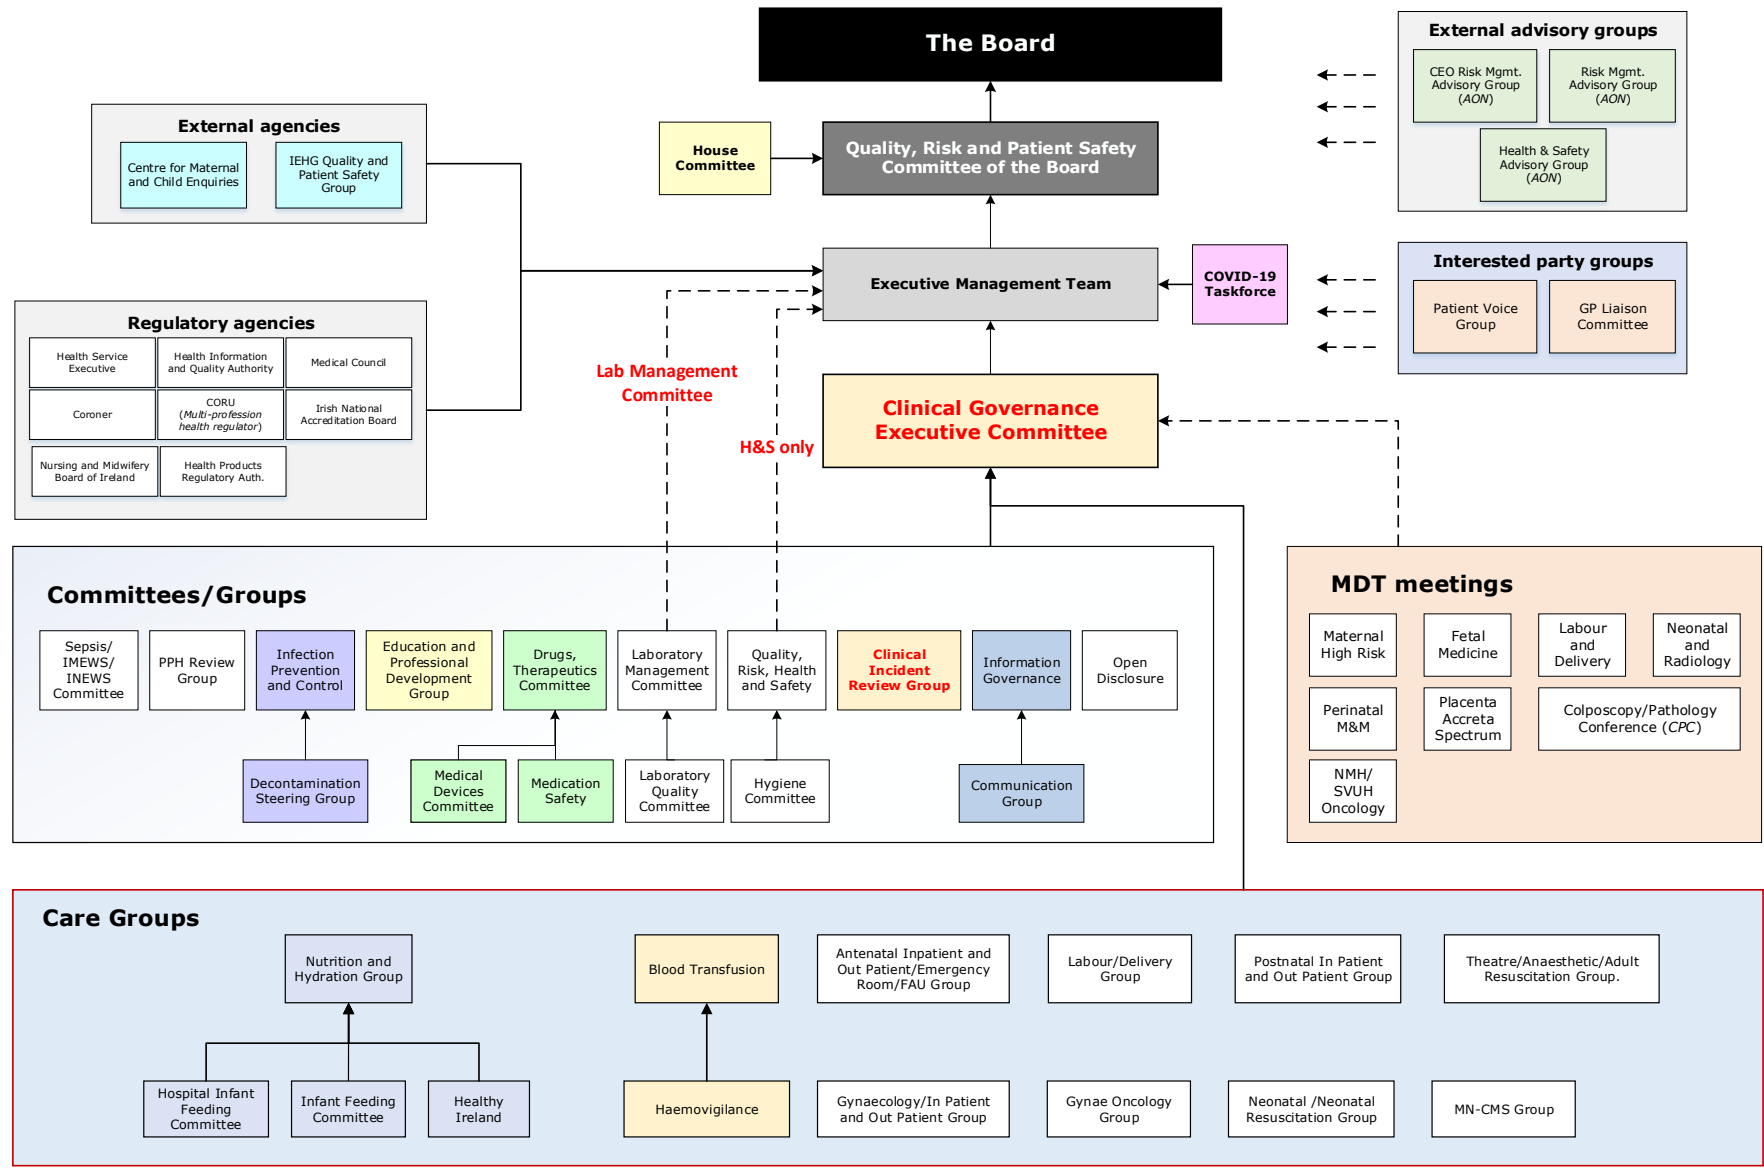 The Board
External advisory groups
CEO Risk Mgmt.
Advisory Group
(AON)
Risk Mgmt.
Advisory Group
(AON)
Health & Safety
Advisory Group
(AON)
External agencies
Centre for Maternal
and Child Enquiries
IEHG Quality and
Patient Safety
Group
House
Committee
Quality, Risk and Patient Safety
Committee of the Board
Executive Management Team
COVID-19
Taskforce
Interested party groups
Patient Voice
Group
GP Liaison
Committee
Regulatory agencies
Health Service
Executive
Health Information
and Quality Authority
Medical Council
Coroner
CORU
(Multi-profession
health regulator)
Irish National
Accreditation Board
Nursing and Midwifery
Board of Ireland
Health Products
Regulatory Auth.
Lab Management
Committee
H&S only
Clinical Governance
Executive Committee
Committees/Groups
Sepsis/
IMEWS/
INEWS
Committee
PPH Review
Group
Infection
Prevention
and Control
Education and
Professional
Development
Group
Drugs,
Therapeutics
Committee
Laboratory
Management
Committee
Quality,
Risk, Health
and Safety
Clinical
Incident
Review Group
Information
Governance
Open
Disclosure
Decontamination
Steering Group
Medical
Devices
Committee
Medication
Safety
Laboratory
Quality
Committee
Hygiene
Committee
Communication
Group
MDT meetings
Maternal
High Risk
Fetal
Medicine
Labour
and
Delivery
Neonatal
and
Radiology
Perinatal
M&M
Placenta
Accreta
Spectrum
Colposcopy/Pathology
Conference (CPC)
NMH/
SVUH
Oncology
Care Groups
Nutrition and
Hydration Group
Blood Transfusion
Antenatal Inpatient and
Out Patient/Emergency
Room/FAU Group
Labour/Delivery
Group
Postnatal In Patient
and Out Patient Group
Theatre/Anaesthetic/Adult
Resuscitation Group.
Hospital Infant
Feeding
Committee
Infant Feeding
Committee
Healthy
Ireland
Haemovigilance
Gynaecology/In Patient
and Out Patient Group
Gynae Oncology
Group
Neonatal /Neonatal
Resuscitation Group
MN-CMS Group